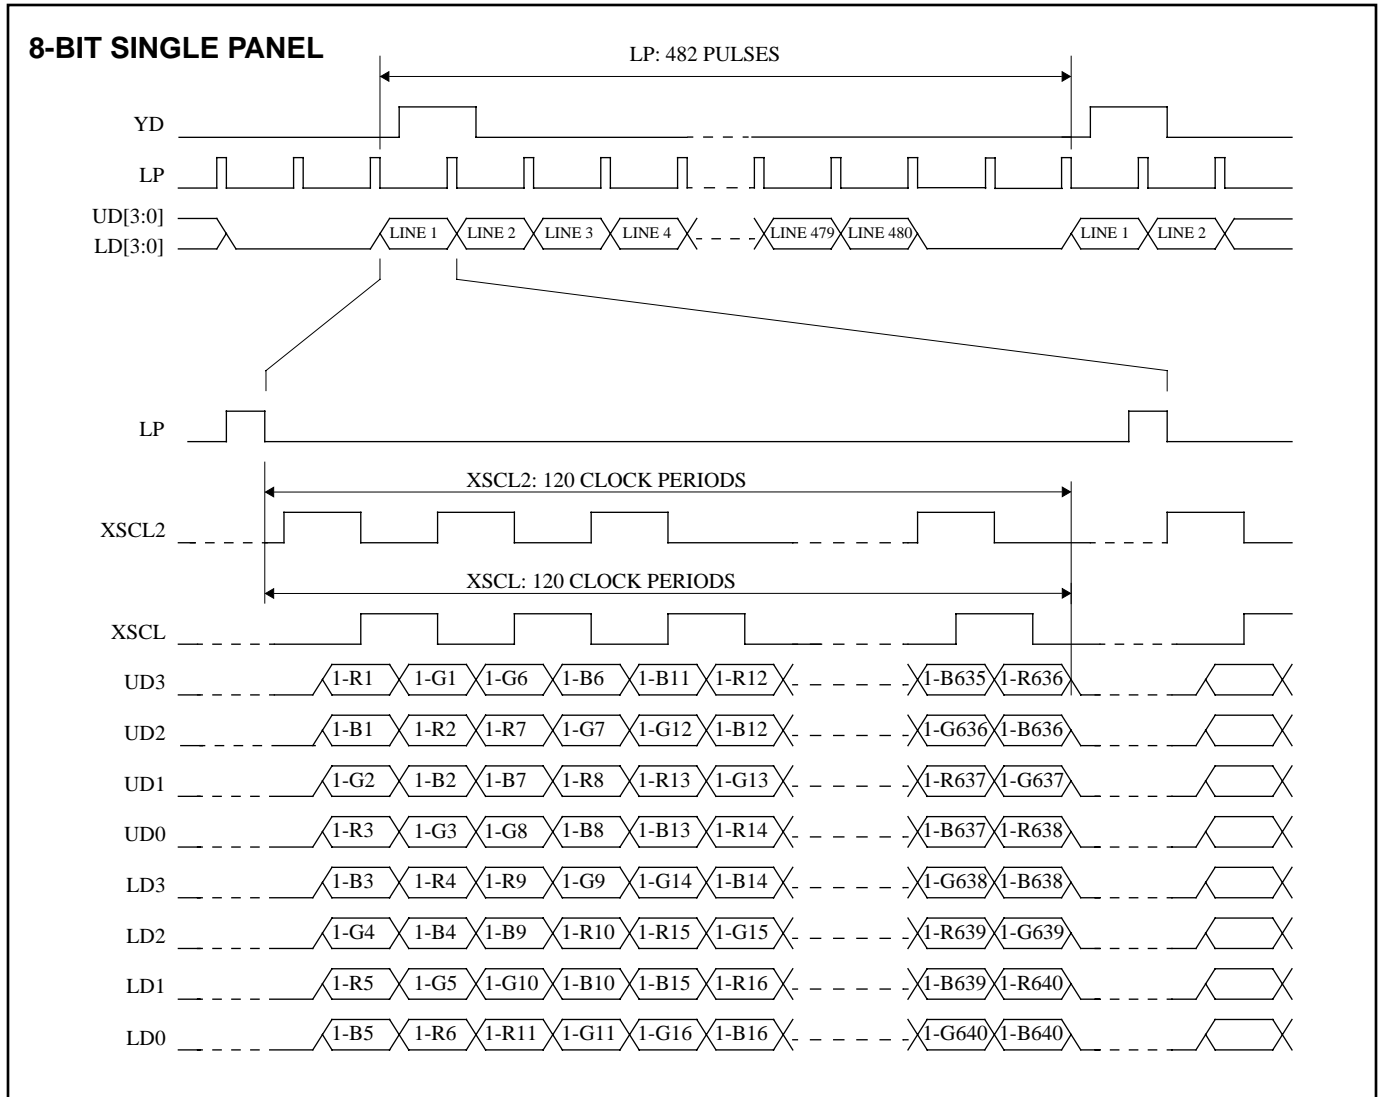 8-BIT SINGLE PANEL
LP: 482 PULSES
YD
LP
UD[3:0]
LD[3:0]
LINE 1 LINE 2 LINE 3 LINE 4 LINE 479 LINE 480 LINE 1 LINE 2
LP
XSCL2: 120 CLOCK PERIODS
XSCL2
XSCL: 120 CLOCK PERIODS
XSCL
UD3 1-R1 1-G1 1-G6 1-B6 1-B11 1-R12 1-B635 1-R636
UD2 1-B1 1-R2 1-R7 1-G7 1-G12 1-B12 1-G636 1-B636
UD1 1-G2 1-B2 1-B7 1-R8 1-R13 1-G13 1-R637 1-G637
UD0 1-R3 1-G3 1-G8 1-B8 1-B13 1-R14 1-B637 1-R638
LD3 1-B3 1-R4 1-R9 1-G9 1-G14 1-B14 1-G638 1-B638
LD2 1-G4 1-B4 1-B9 1-R10 1-R15 1-G15 1-R639 1-G639
LD1 1-R5 1-G5 1-G10 1-B10 1-B15 1-R16 1-B639 1-R640
LD0 1-B5 1-R6 1-R11 1-G11 1-G16 1-B16 1-G640 1-B640